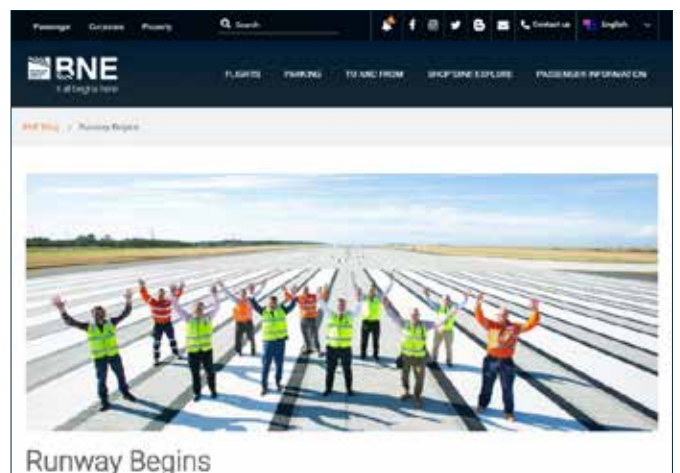 Passenger Corporate Property Search Contact us English
BNE
it all begins here
FLIGHTS PARKING TO AND FROM SHOP DINE EXPLORE PASSENGER INFORMATION
BNE Blog / Runway Begins
Runway Begins